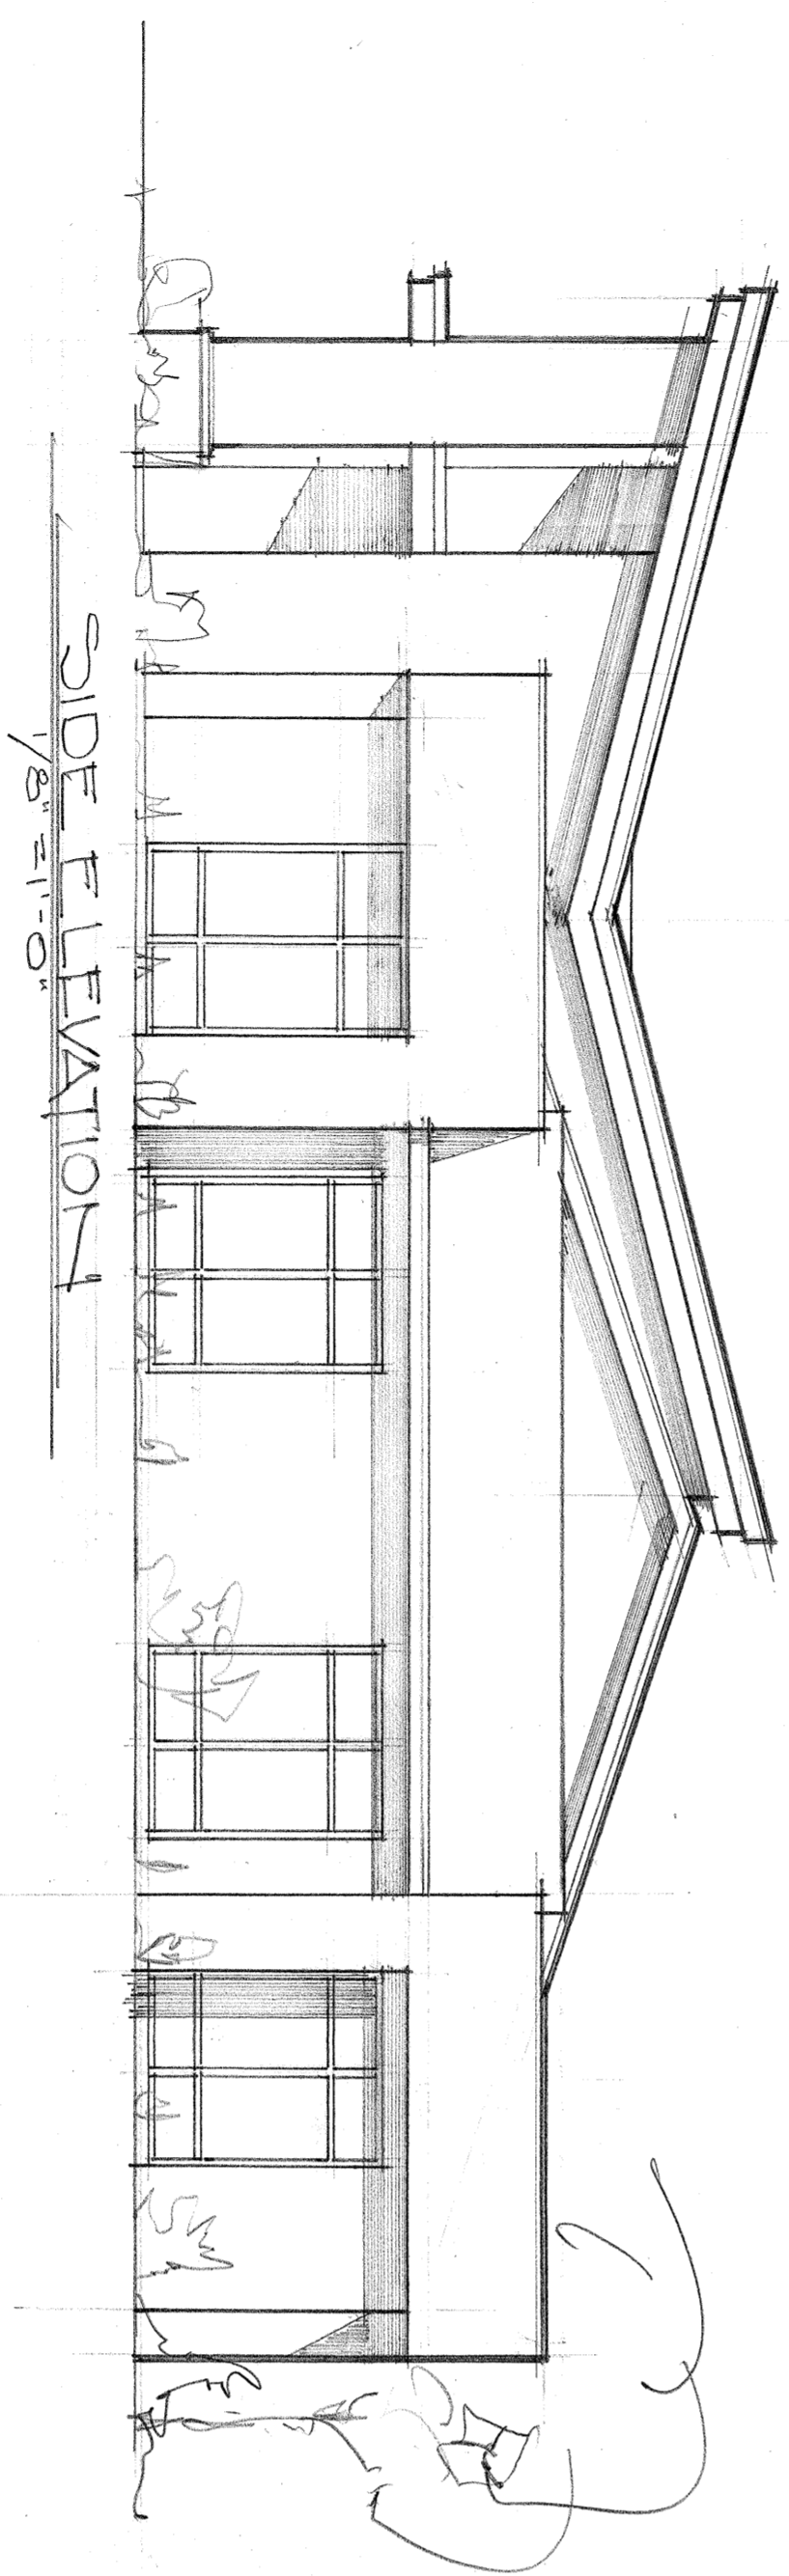 SIDE ELEVATION
1/8" = 1'-0"